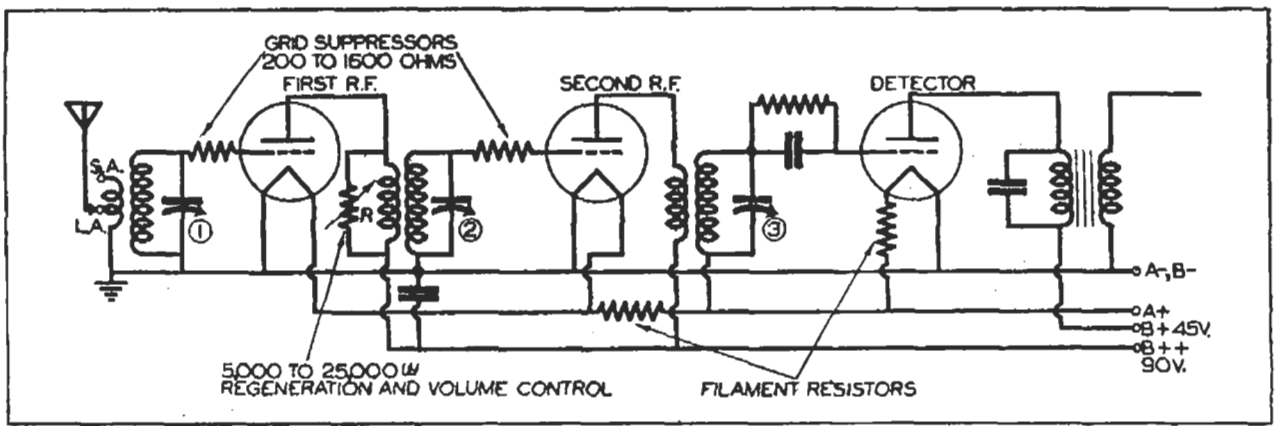 GRID SUPPRESSORS
200 TO 1600 OHMS
FIRST R.F.
SECOND R.F.
DETECTOR
S.A.
L.A.
R
①
②
③
A-, B-
A+
B+45V.
B++
90V.
5,000 TO 25,000 ω
REGENERATION AND VOLUME CONTROL
FILAMENT RESISTORS